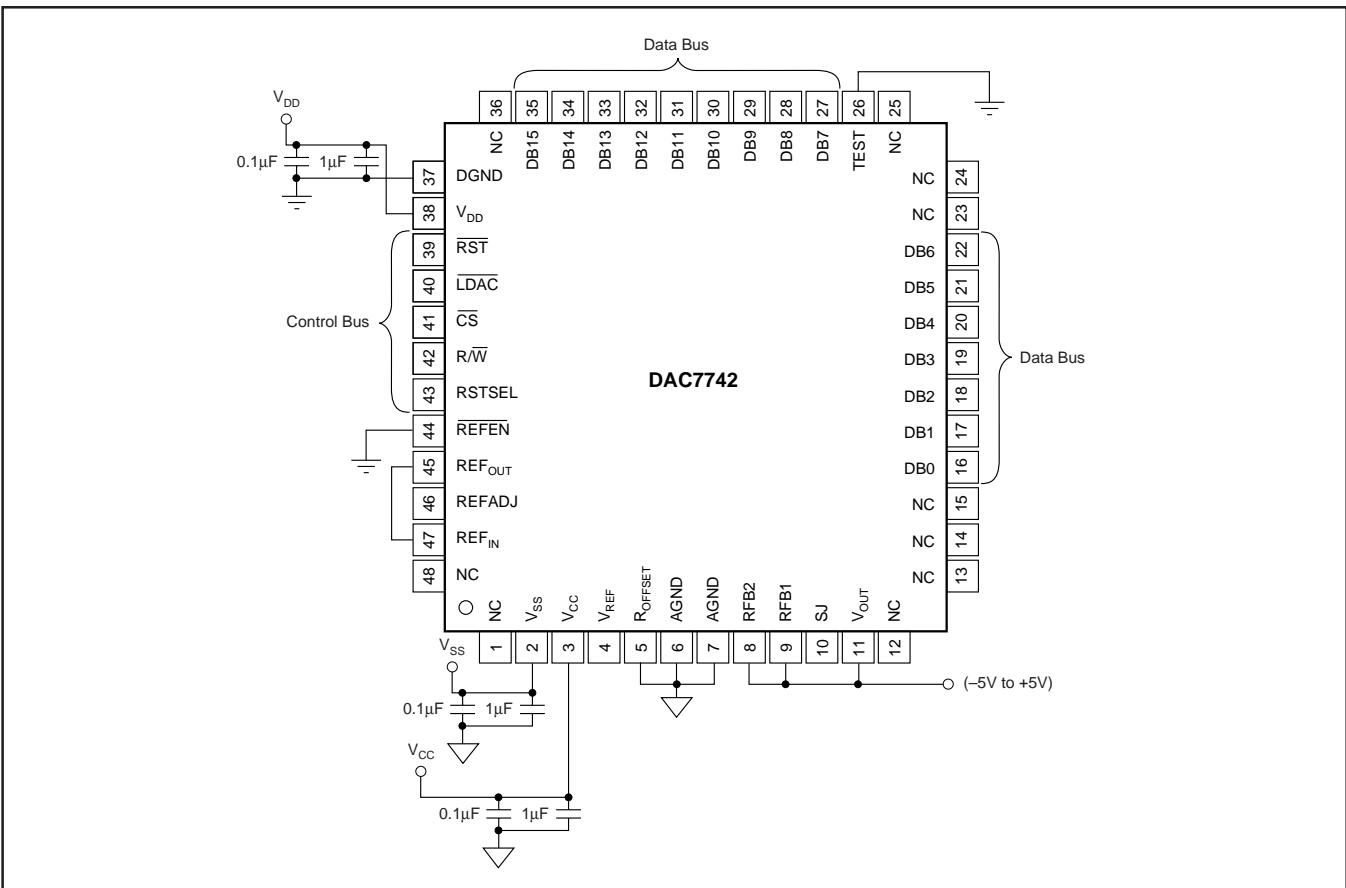 Data Bus
V_DD
0.1µF 1µF
36 35 34 33 32 31 30 29 28 27 26 25
NC DB15 DB14 DB13 DB12 DB11 DB10 DB9 DB8 DB7 TEST NC
37 DGND
38 V_DD
39 R̅S̅T̅
40 L̅D̅A̅C̅
41 C̅S̅
42 R/W̅
43 RSTSEL
44 R̅E̅F̅E̅N̅
45 REF_OUT
46 REFADJ
47 REF_IN
48 NC
Control Bus
DAC7742
NC 24
NC 23
DB6 22
DB5 21
DB4 20
DB3 19
DB2 18
DB1 17
DB0 16
NC 15
NC 14
NC 13
Data Bus
NC V_SS V_CC V_REF R_OFFSET AGND AGND RFB2 RFB1 SJ V_OUT NC
1 2 3 4 5 6 7 8 9 10 11 12
V_SS
0.1µF 1µF
(–5V to +5V)
V_CC
0.1µF 1µF